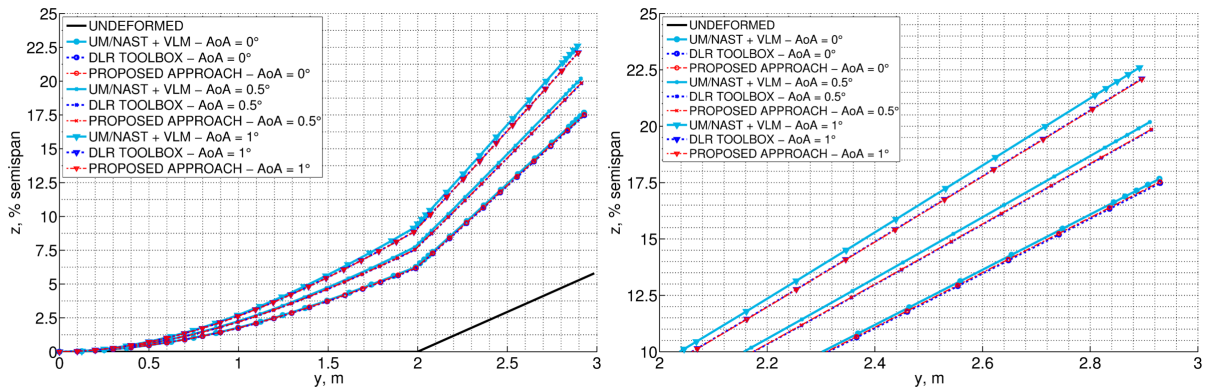 25
22.5
20
17.5
15
12.5
10
7.5
5
2.5
0
z, % semispan
0
0.5
1
1.5
2
2.5
3
y, m
UNDEFORMED
UM/NAST + VLM – AoA = 0°
DLR TOOLBOX – AoA = 0°
PROPOSED APPROACH – AoA = 0°
UM/NAST + VLM – AoA = 0.5°
DLR TOOLBOX – AoA = 0.5°
PROPOSED APPROACH – AoA = 0.5°
UM/NAST + VLM – AoA = 1°
DLR TOOLBOX – AoA = 1°
PROPOSED APPROACH – AoA = 1°
25
22.5
20
17.5
15
12.5
10
z, % semispan
2
2.2
2.4
2.6
2.8
3
y, m
UNDEFORMED
UM/NAST + VLM – AoA = 0°
DLR TOOLBOX – AoA = 0°
PROPOSED APPROACH – AoA = 0°
UM/NAST + VLM – AoA = 0.5°
DLR TOOLBOX – AoA = 0.5°
PROPOSED APPROACH – AoA = 0.5°
UM/NAST + VLM – AoA = 1°
DLR TOOLBOX – AoA = 1°
PROPOSED APPROACH – AoA = 1°